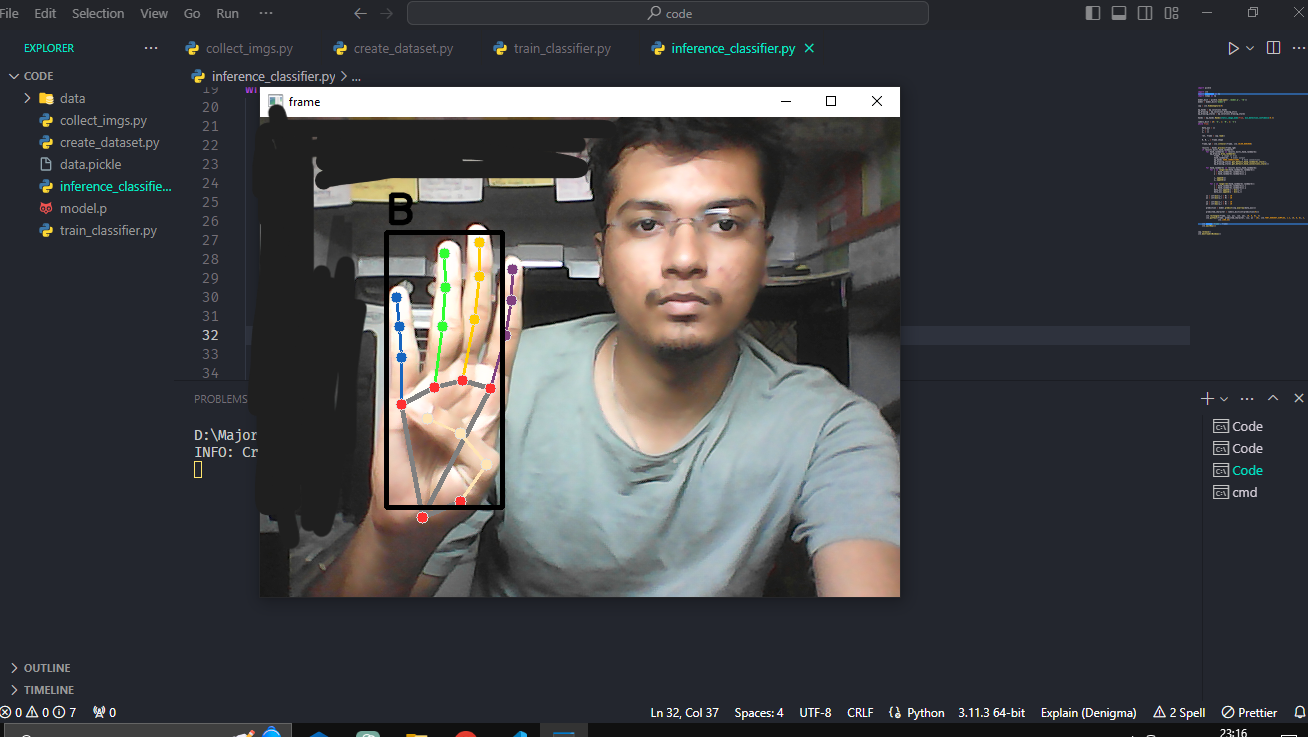 File Edit Selection View Go Run ··· code
EXPLORER ··· collect_imgs.py create_dataset.py train_classifier.py inference_classifier.py
CODE inference_classifier.py > ...
data
collect_imgs.py
create_dataset.py
data.pickle
inference_classifie...
model.p
train_classifier.py
19
20
21
22
23
24
25
26
27
28
29
30
31
32
33
34
frame
B
PROBLEMS
D:\Major
INFO: Cr
Code
Code
Code
cmd
OUTLINE
TIMELINE
0 0 7 0 Ln 32, Col 37 Spaces: 4 UTF-8 CRLF Python 3.11.3 64-bit Explain (Denigma) 2 Spell Prettier
23:16